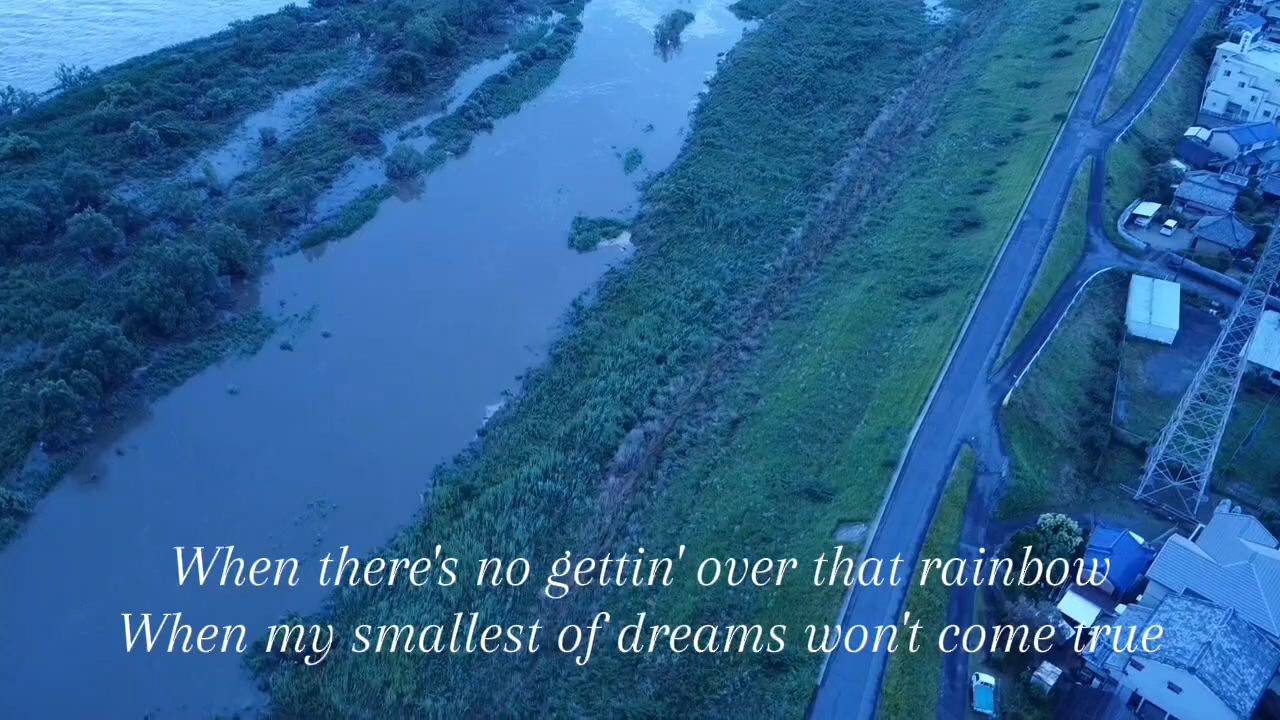 When there's no gettin' over that rainbow
When my smallest of dreams won't come true